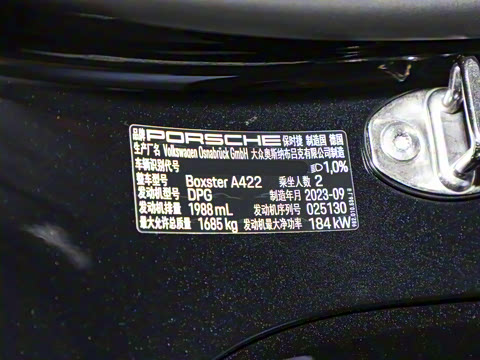 品牌 PORSCHE 保时捷 制造国 德国
生产厂名 Volkswagen Osnabrück GmbH 大众奥斯纳布吕克有限公司制造
车辆识别代号 1,0%
整车型号 Boxster A422 乘坐人数 2
发动机型号 DPG 制造年月 2023-09
发动机排量 1988 mL 发动机序列号 025130
最大允许总质量 1685 kg 发动机最大净功率 184 kW